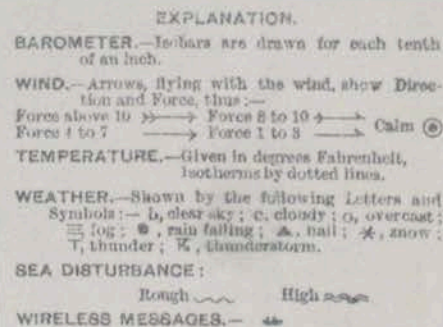 EXPLANATION.
BAROMETER.—Isobars are drawn for each tenth
of an inch.
WIND.—Arrows, flying with the wind, show Direc-
tion and Force, thus :—
Force above 10 Force 8 to 10
Force 4 to 7 Force 1 to 3 Calm
TEMPERATURE.—Given in degrees Fahrenheit,
Isotherms by dotted lines.
WEATHER.—Shown by the following Letters and
Symbols :— b, clear sky ; c, cloudy ; o, overcast ;
fog ; rain falling ; hail ; snow ;
T, thunder ; thunderstorm.
SEA DISTURBANCE :
Rough High
WIRELESS MESSAGES.—